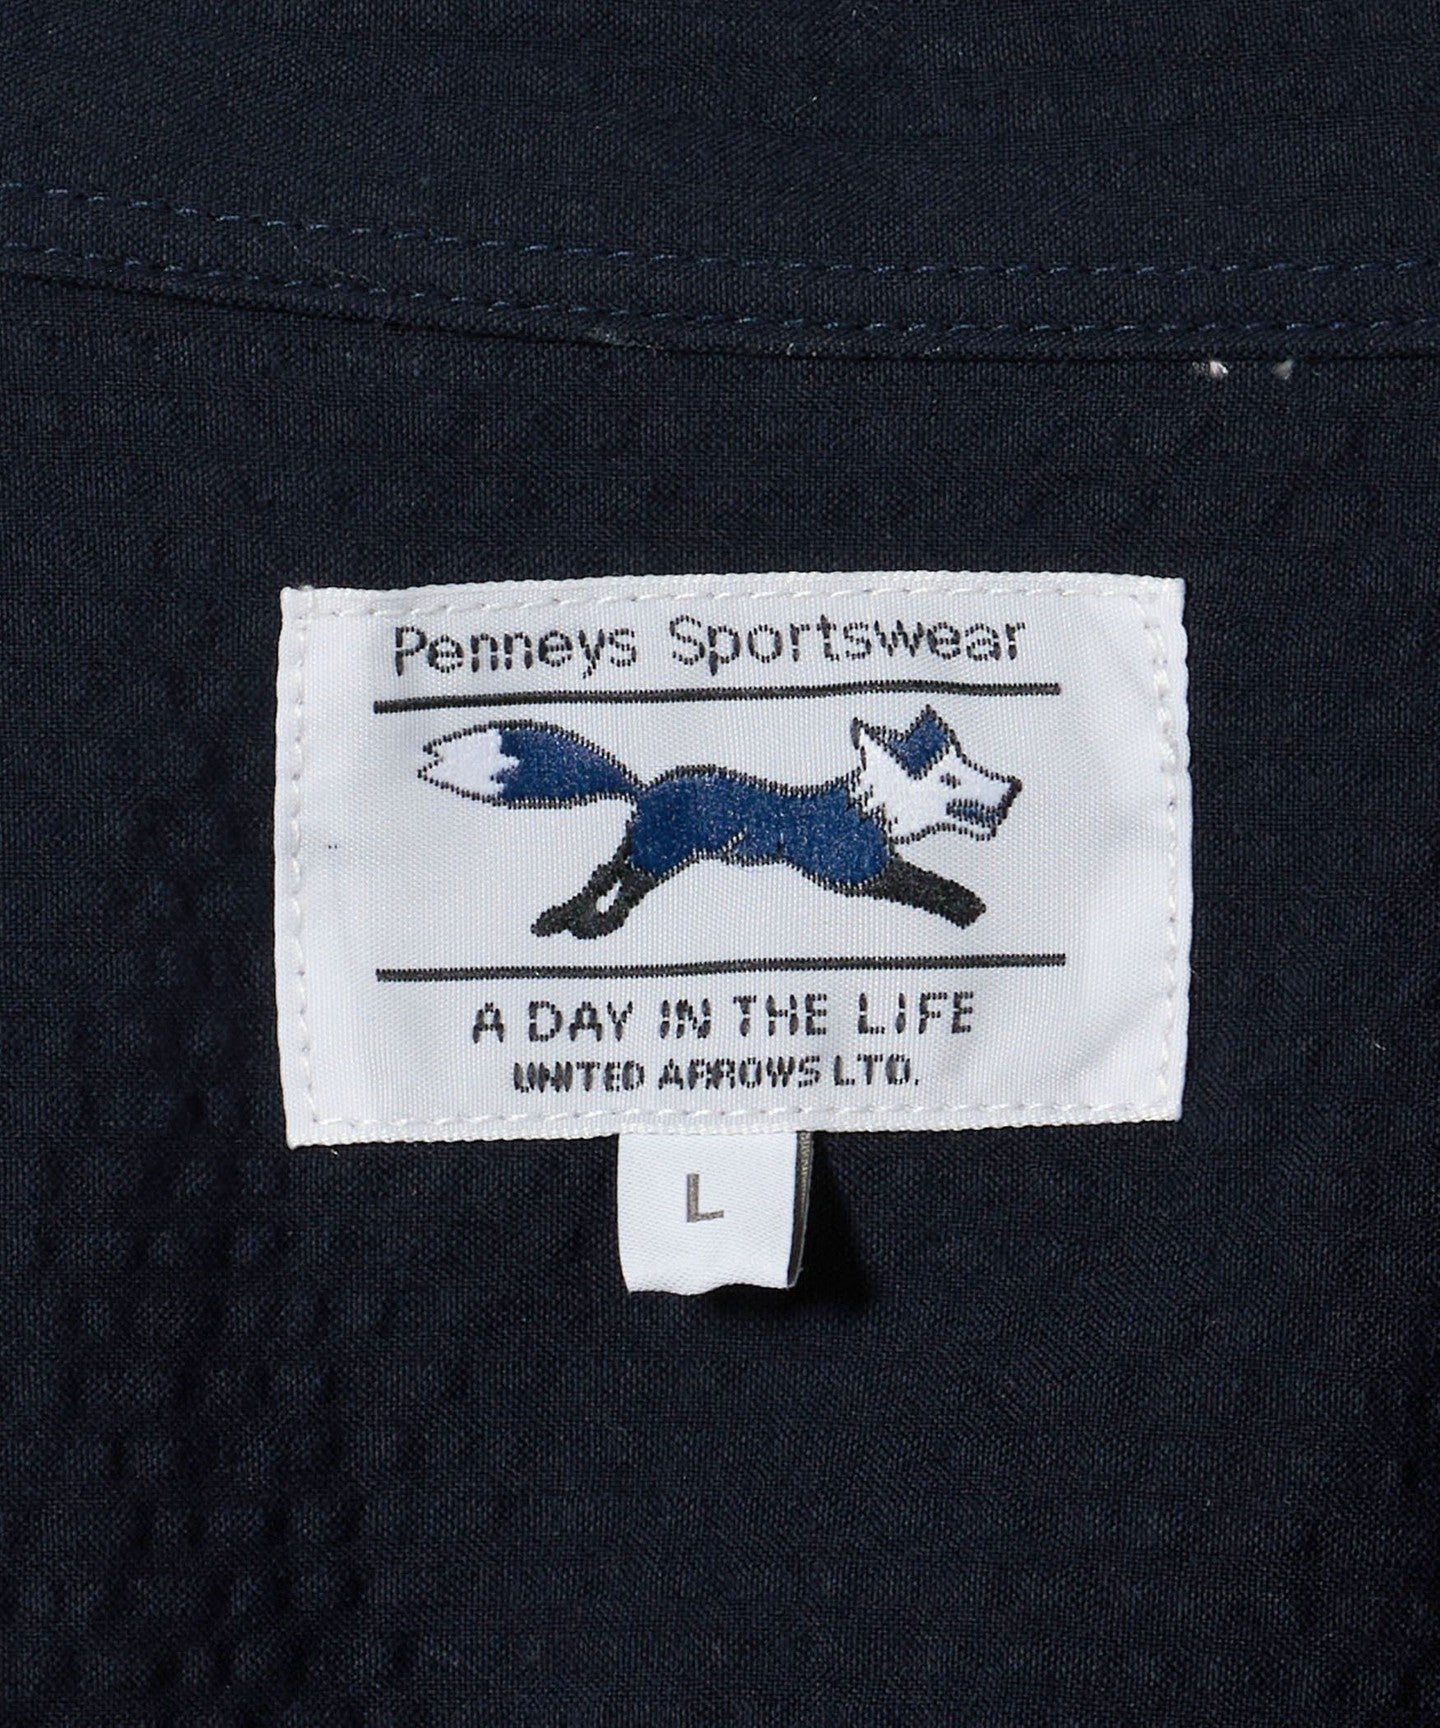 Penneys Sportswear
A DAY IN THE LIFE
UNITED ARROWS LTD.
L